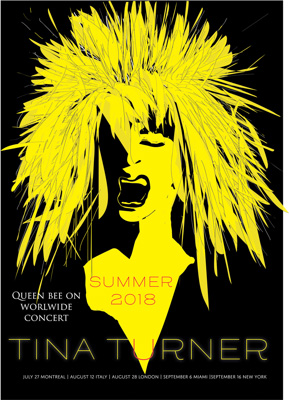 SUMMER
2018
QUEEN BEE ON
WORLWIDE
CONCERT
TINA TURNER
JULY 27 MONTREAL | AUGUST 12 ITALY | AUGUST 28 LONDON | SEPTEMBER 6 MIAMI |SEPTEMBER 16 NEW YORK